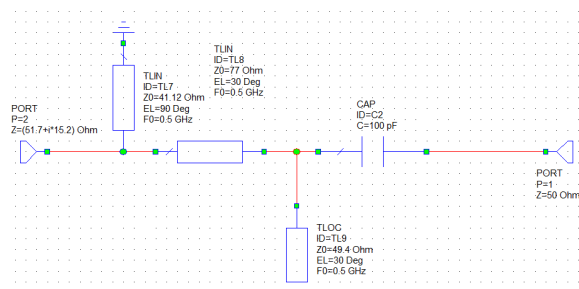 TLIN
ID=TL8
Z0=77 Ohm
EL=30 Deg
F0=0.5 GHz
TLIN
ID=TL7
Z0=41.12 Ohm
EL=90 Deg
F0=0.5 GHz
PORT
P=2
Z=(51.7+i*15.2) Ohm
CAP
ID=C2
C=100 pF
PORT
P=1
Z=50 Ohm
TLOC
ID=TL9
Z0=49.4 Ohm
EL=30 Deg
F0=0.5 GHz